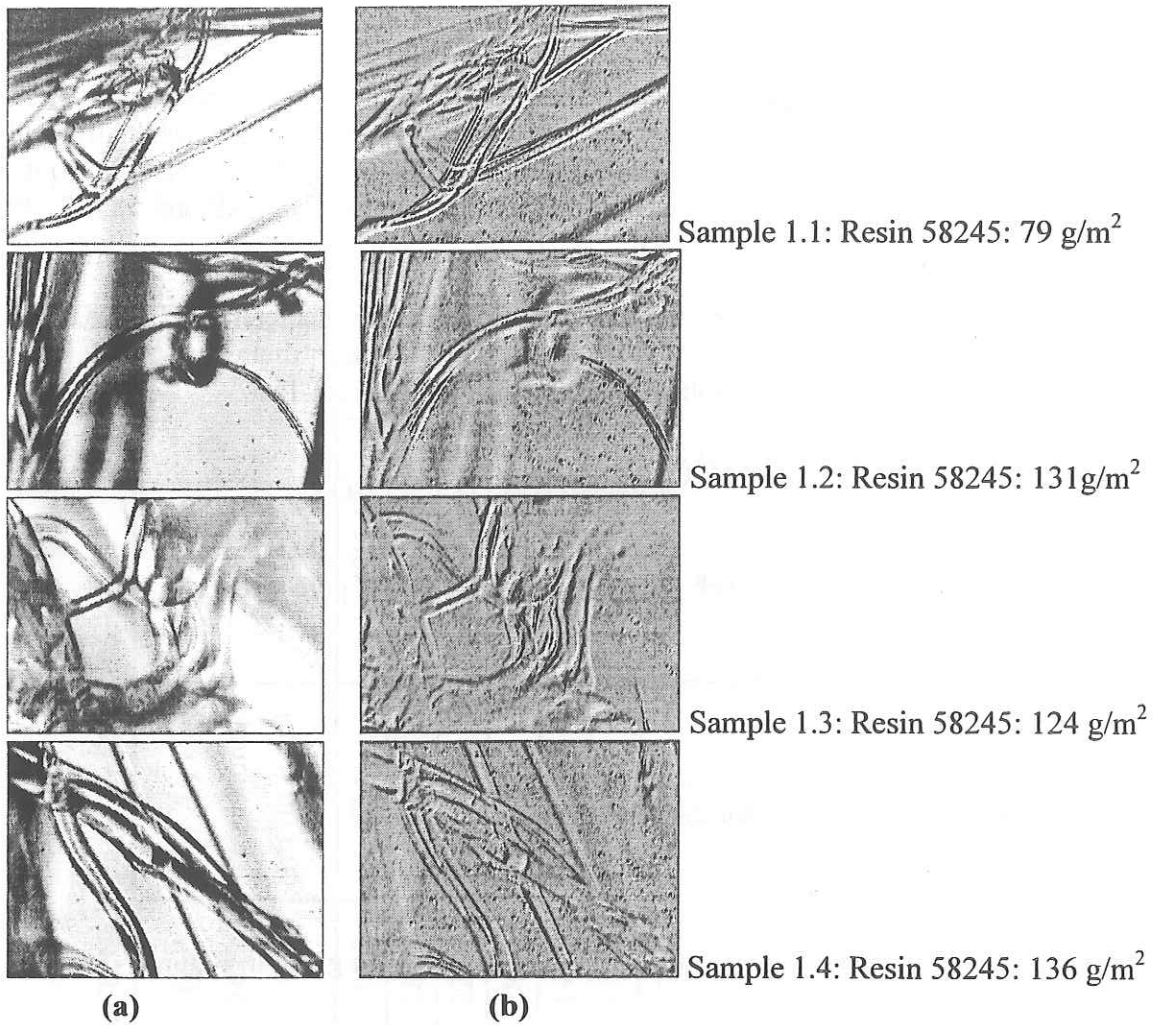 Sample 1.1: Resin 58245: 79 g/m²
Sample 1.2: Resin 58245: 131g/m²
Sample 1.3: Resin 58245: 124 g/m²
Sample 1.4: Resin 58245: 136 g/m²
(a) (b)